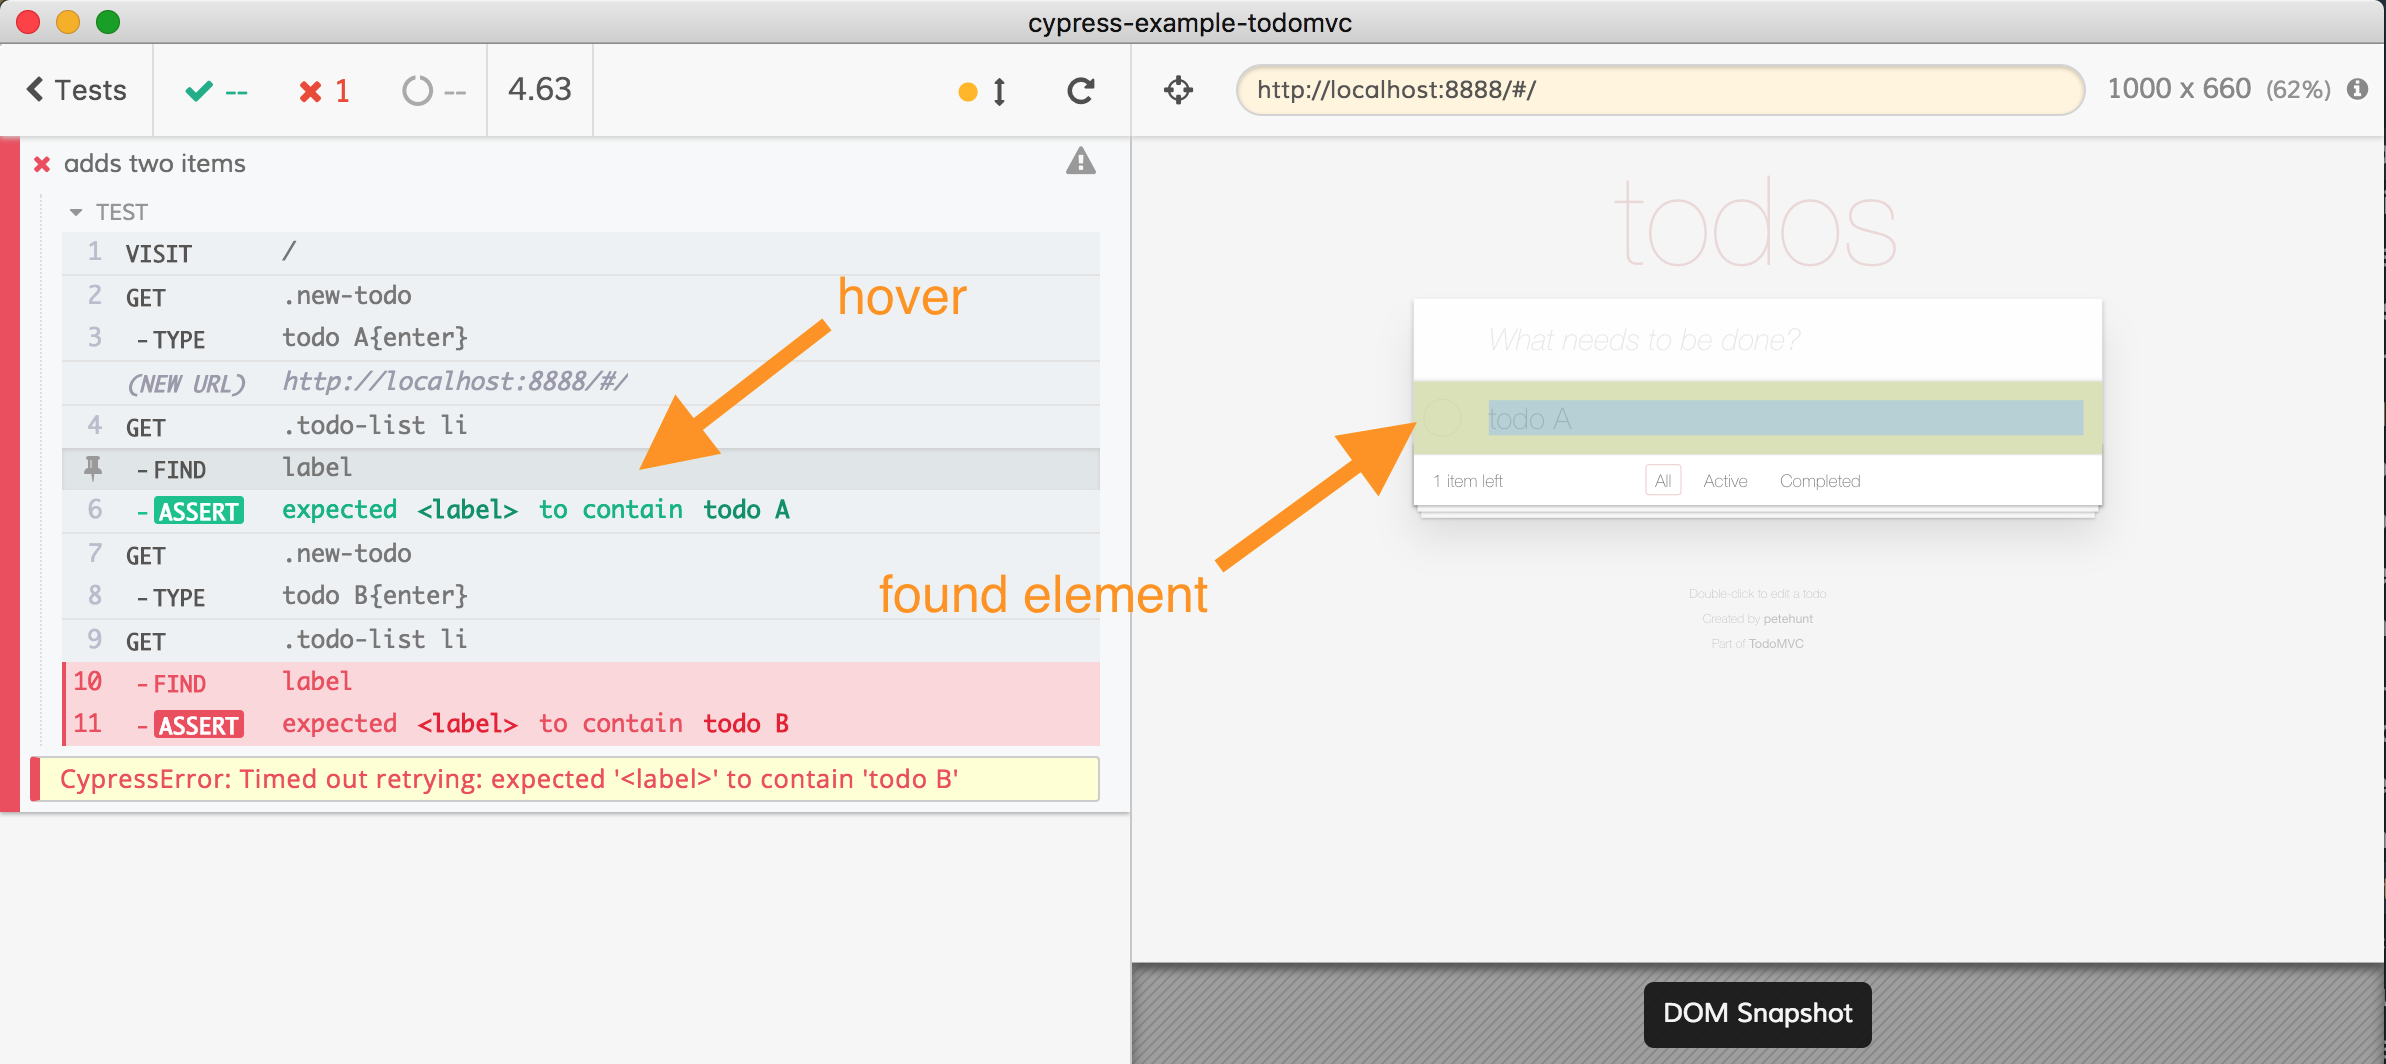 cypress-example-todomvc
Tests -- 1 -- 4.63
http://localhost:8888/#/ 1000 x 660 (62%)
adds two items
TEST
1 VISIT /
2 GET .new-todo
3 -TYPE todo A{enter}
(NEW URL) http://localhost:8888/#/
4 GET .todo-list li
-FIND label
6 -ASSERT expected <label> to contain todo A
7 GET .new-todo
8 -TYPE todo B{enter}
9 GET .todo-list li
10 -FIND label
11 -ASSERT expected <label> to contain todo B
CypressError: Timed out retrying: expected '<label>' to contain 'todo B'
hover
found element
todos
What needs to be done?
todo A
1 item left All Active Completed
Double-click to edit a todo
Created by petehunt
Part of TodoMVC
DOM Snapshot